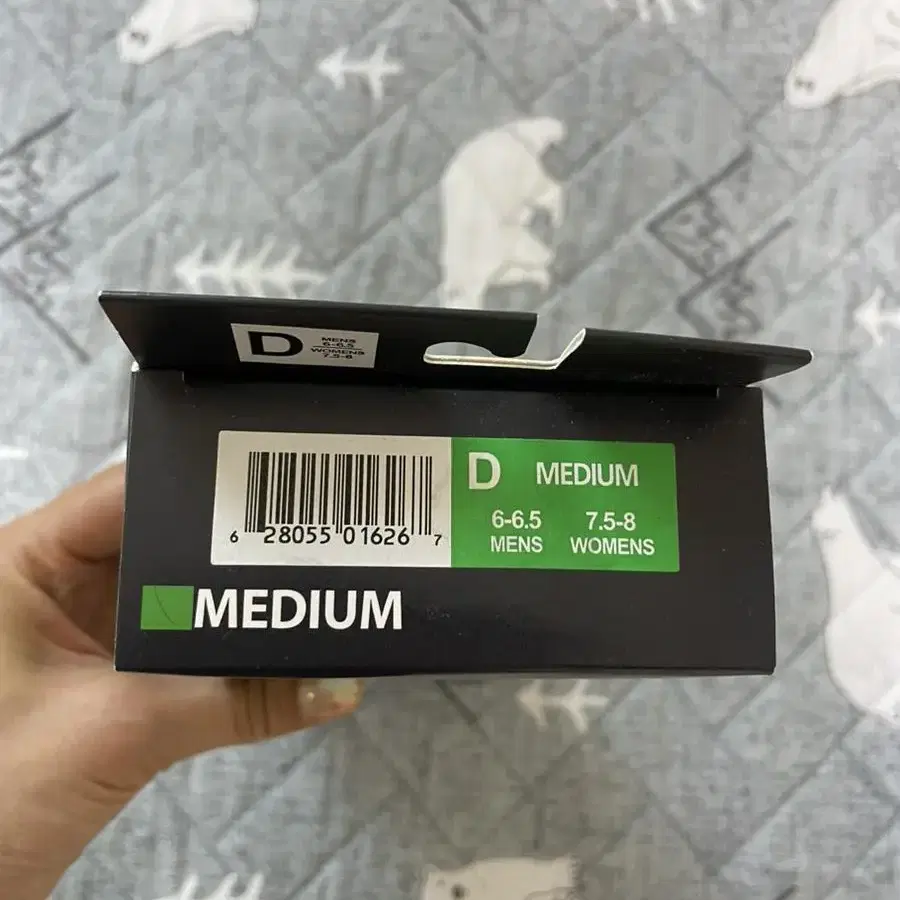 D
MENS
6-6.5
WOMENS
7.5-8
6 28055 01626 7
D MEDIUM
6-6.5 7.5-8
MENS WOMENS
MEDIUM